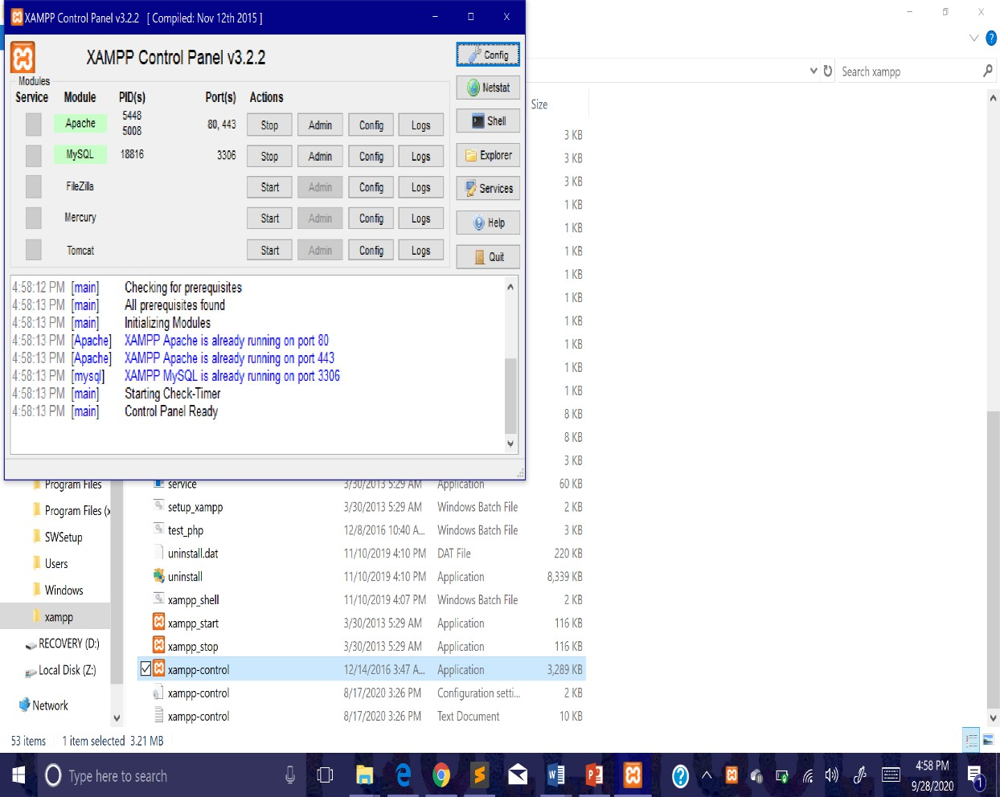 XAMPP Control Panel v3.2.2 [ Compiled: Nov 12th 2015 ]
XAMPP Control Panel v3.2.2
Config
Modules
Service Module PID(s) Port(s) Actions
Netstat
Apache 5448 80, 443 Stop Admin Config Logs
5008
Shell
MySQL 18816 3306 Stop Admin Config Logs
Explorer
FileZilla Start Admin Config Logs
Services
Mercury Start Admin Config Logs
Help
Tomcat Start Admin Config Logs
Quit
4:58:12 PM [main] Checking for prerequisites
4:58:13 PM [main] All prerequisites found
4:58:13 PM [main] Initializing Modules
4:58:13 PM [Apache] XAMPP Apache is already running on port 80
4:58:13 PM [Apache] XAMPP Apache is already running on port 443
4:58:13 PM [mysql] XAMPP MySQL is already running on port 3306
4:58:13 PM [main] Starting Check-Timer
4:58:13 PM [main] Control Panel Ready
Search xampp
Size
3 KB
3 KB
3 KB
1 KB
1 KB
1 KB
1 KB
1 KB
1 KB
1 KB
1 KB
1 KB
8 KB
8 KB
3 KB
Program Files
Program Files (x
SWSetup
Users
Windows
xampp
RECOVERY (D:)
Local Disk (Z:)
Network
service 3/30/2013 5:29 AM Application 60 KB
setup_xampp 3/30/2013 5:29 AM Windows Batch File 2 KB
test_php 12/8/2016 10:40 A... Windows Batch File 3 KB
uninstall.dat 11/10/2019 4:10 PM DAT File 220 KB
uninstall 11/10/2019 4:10 PM Application 8,339 KB
xampp_shell 11/10/2019 4:07 PM Windows Batch File 2 KB
xampp_start 3/30/2013 5:29 AM Application 116 KB
xampp_stop 3/30/2013 5:29 AM Application 116 KB
xampp-control 12/14/2016 3:47 A... Application 3,289 KB
xampp-control 8/17/2020 3:26 PM Configuration setti... 2 KB
xampp-control 8/17/2020 3:26 PM Text Document 10 KB
53 items 1 item selected 3.21 MB
Type here to search
4:58 PM
9/28/2020
1